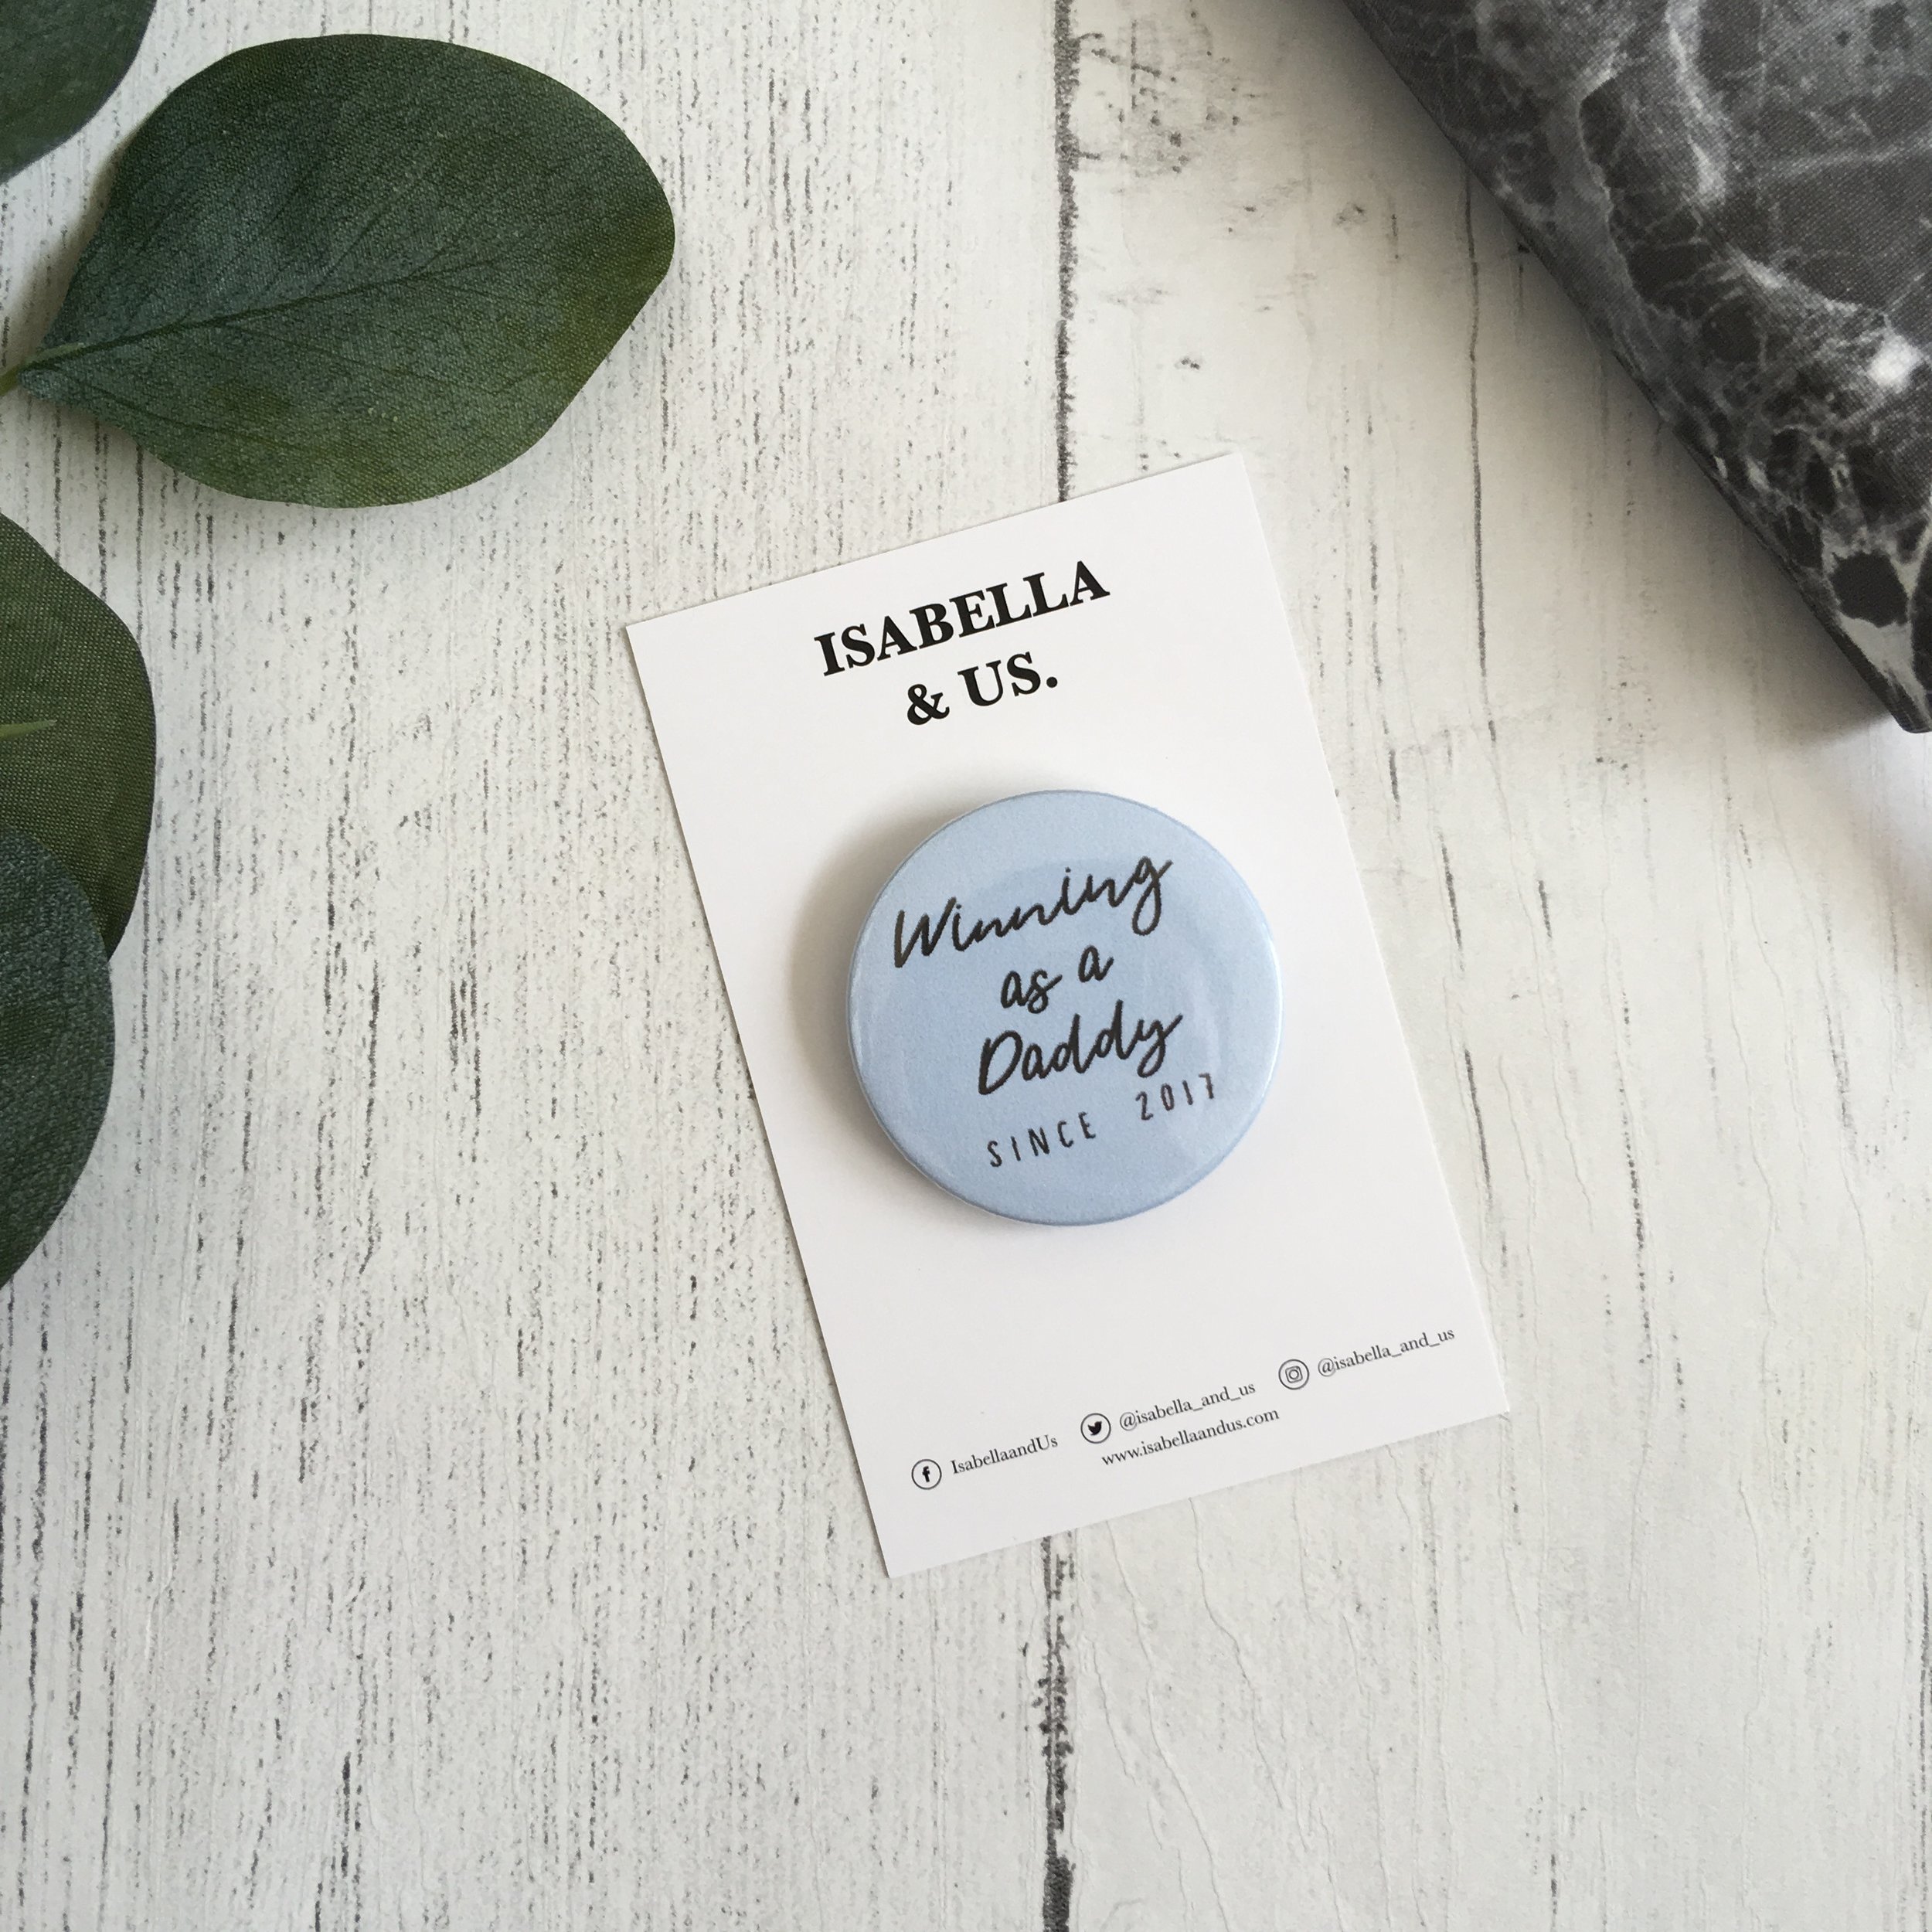 ISABELLA
& US.
Winning
as a
Daddy
SINCE 2017
IsabellaandUs @isabella_and_us @isabella_and_us
www.isabellaandus.com